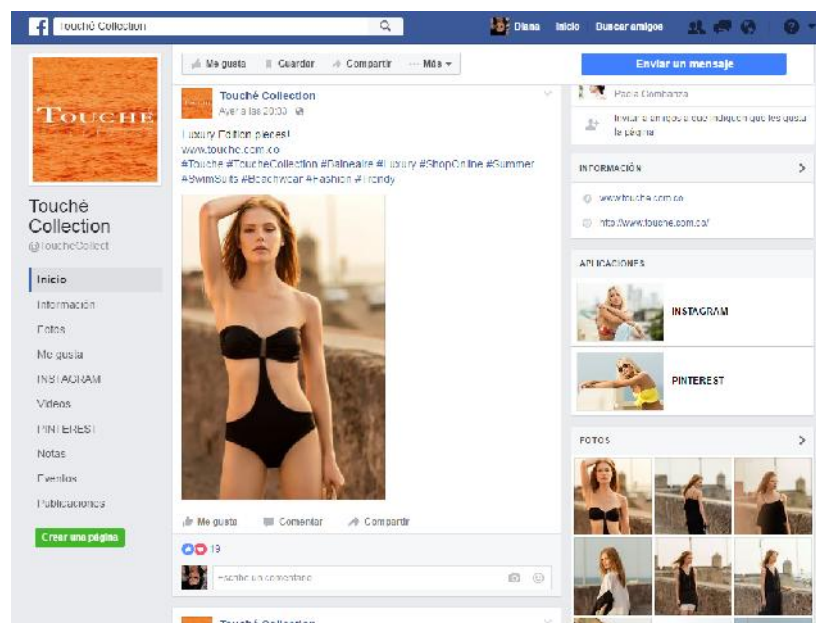 Touché Collection
Diana
Inicio
Buscar amigos
TOUCHE
Touché
Collection
@ToucheCollect
Inicio
Información
Fotos
Me gusta
INSTAGRAM
Videos
PINTEREST
Notas
Eventos
Publicaciones
Crear una página
Me gusta
Guardar
Compartir
Más
Enviar un mensaje
Touché Collection
Ayer a las 20:00
Luxury Edition pieces!
www.touche.com.co
#Touche #ToucheCollection #Balneaire #Luxury #ShopOnline #Summer
#SwimSuits #Beachwear #Fashion #Trendy
Me gusta
Comentar
Compartir
19
Escribe un comentario
Touché Collection
Paola
Invitar a amigos a que indiquen que les gusta
la página
INFORMACIÓN
www.touche.com.co
http://www.touche.com.co/
APLICACIONES
INSTAGRAM
PINTEREST
FOTOS